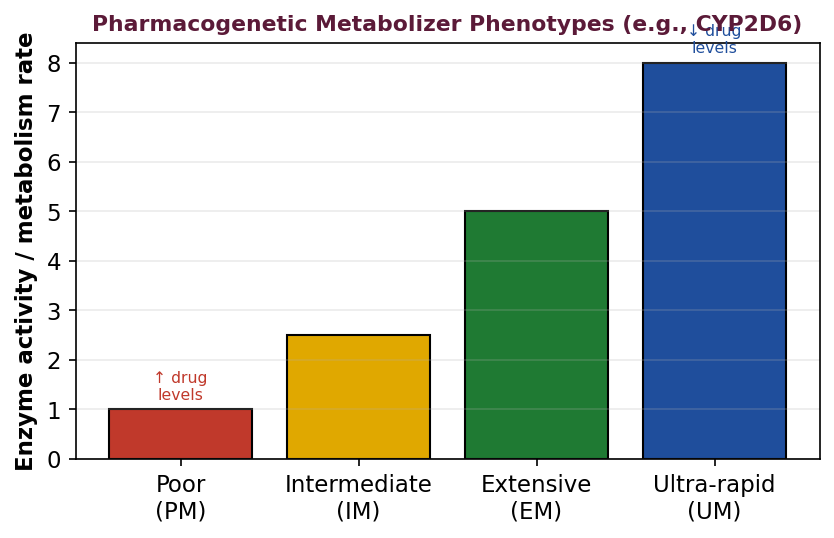 Pharmacogenetic Metabolizer Phenotypes (e.g., CYP2D6)
↓ drug
levels
Enzyme activity / metabolism rate
8
7
6
5
4
3
2
1
0
↑ drug
levels
Poor
(PM)
Intermediate
(IM)
Extensive
(EM)
Ultra-rapid
(UM)